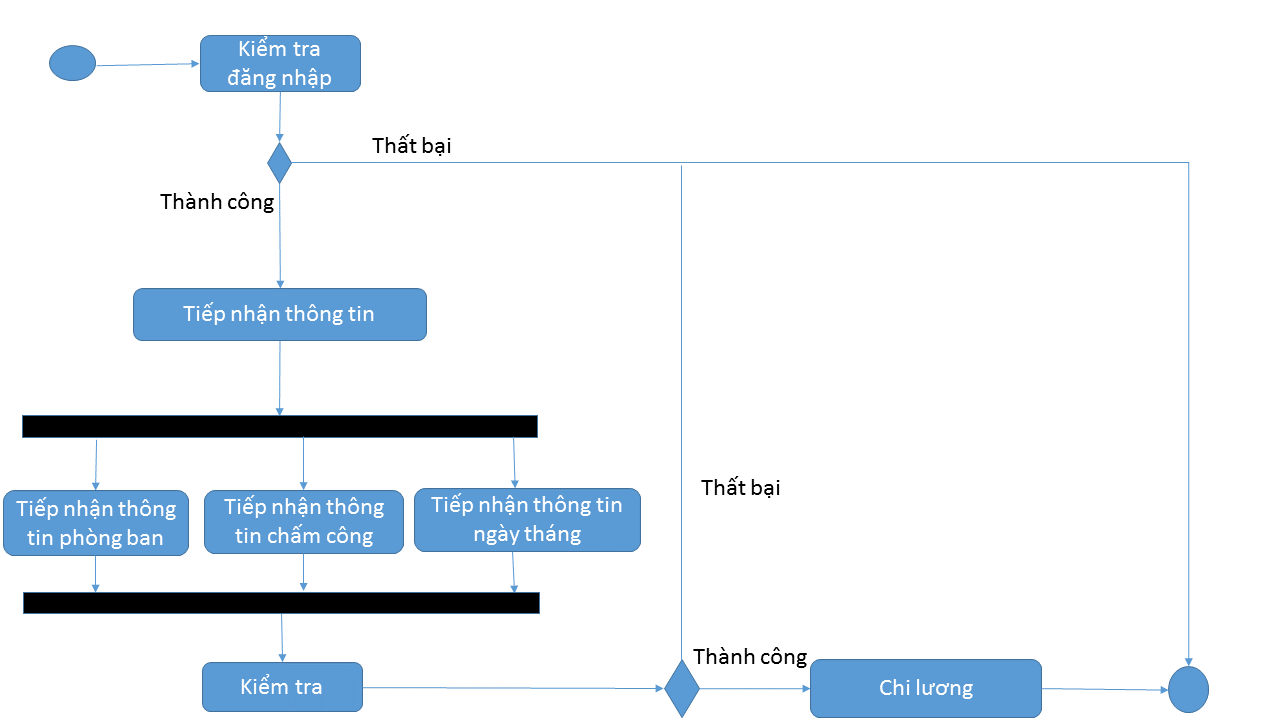 Kiểm tra
đăng nhập
Thất bại
Thành công
Tiếp nhận thông tin
Tiếp nhận thông
tin phòng ban
Tiếp nhận thông
tin chấm công
Tiếp nhận thông tin
ngày tháng
Thất bại
Kiểm tra
Thành công
Chi lương